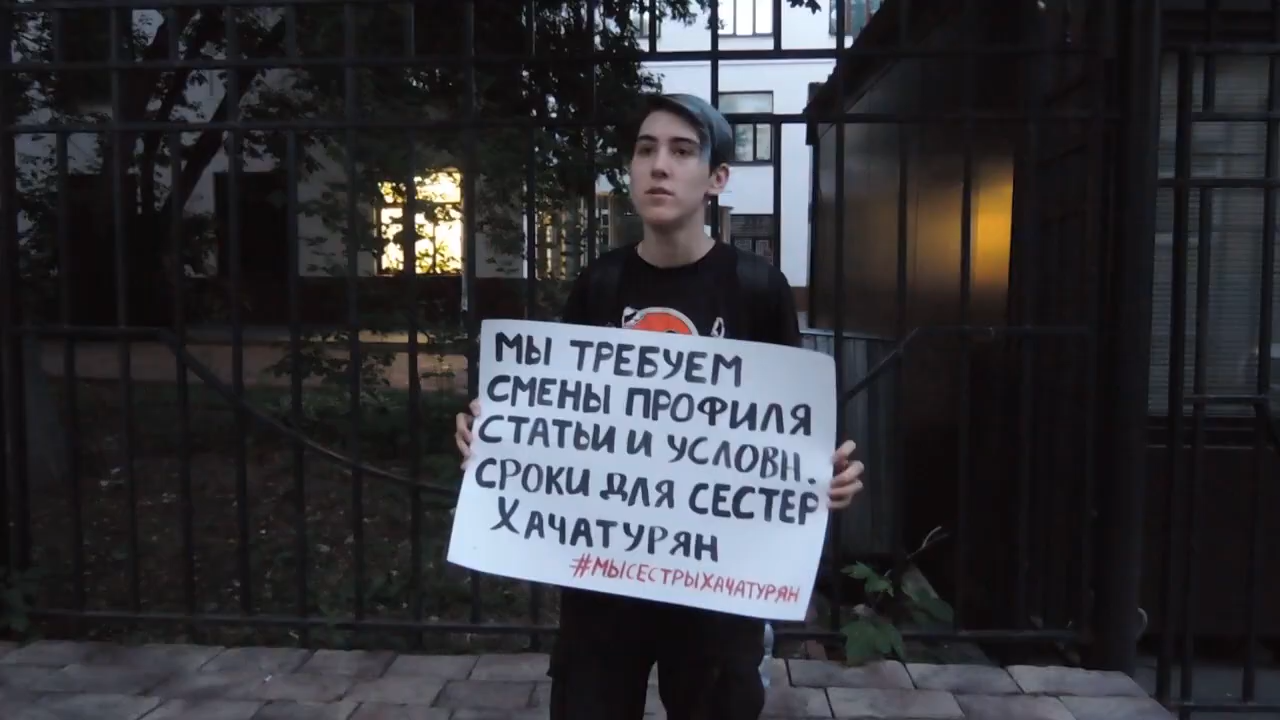 МЫ ТРЕБУЕМ
СМЕНЫ ПРОФИЛЯ
СТАТЬИ И УСЛОВН.
СРОКИ ДЛЯ СЕСТЕР
ХАЧАТУРЯН
#МЫСЕСТРЫХАЧАТУРЯН